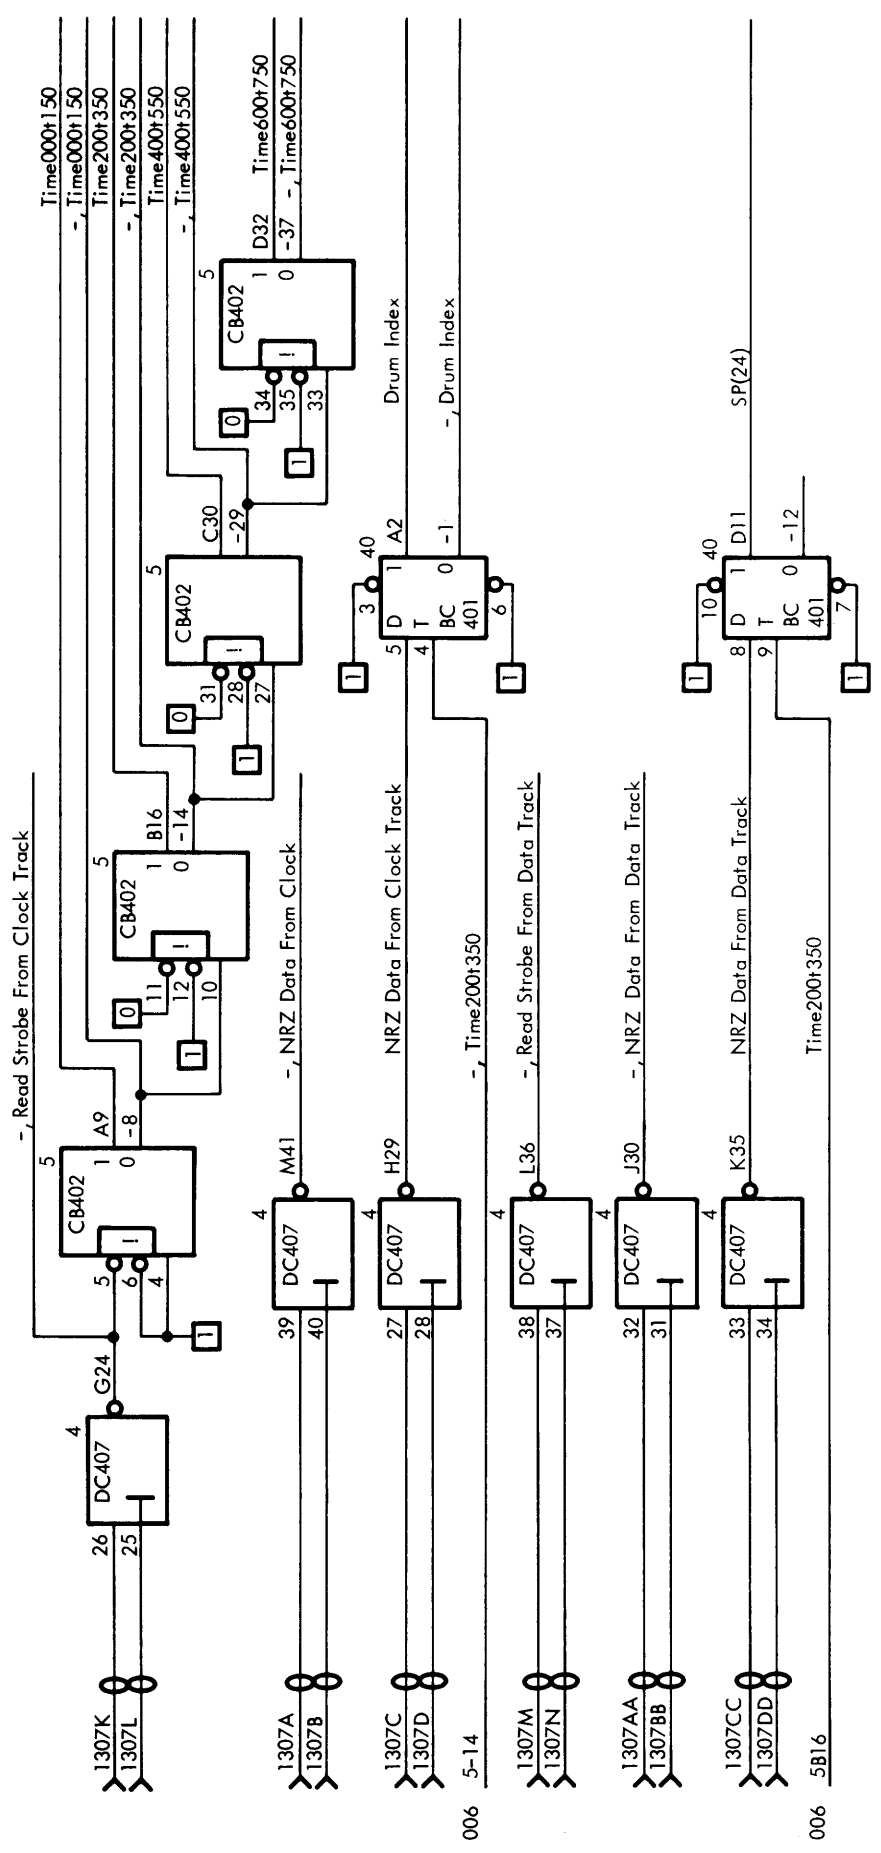 Time000t150
-,Time000t150
Time200t350
-,Time200t350
Time400t550
-,Time400t550
-,Read Strobe From Clock Track
1307K
1307L
26
25
DC407
4
G24
5
6
4
1
!
CB402
5
1
0
A9
-8
0
1
11
12
10
!
CB402
5
1
0
B16
-14
0
1
31
28
27
!
CB402
5
C30
-29
0
1
34
35
33
!
CB402
5
1
0
D32
-37
Time600t750
-,Time600t750
1307A
1307B
39
40
DC407
4
M41
-,NRZ Data From Clock
1307C
1307D
27
28
DC407
4
H29
NRZ Data From Clock Track
5
4
1
3
D
T
BC
401
1
0
40
6
1
A2
-1
Drum Index
-,Drum Index
006
5-14
-,Time200t350
1307M
1307N
38
37
DC407
4
L36
-,Read Strobe From Data Track
1307AA
1307BB
32
31
DC407
4
J30
-,NRZ Data From Data Track
1307CC
1307DD
33
34
DC407
4
K35
NRZ Data From Data Track
8
9
1
10
D
T
BC
401
1
0
40
7
1
D11
-12
SP(24)
006
5B16
Time200t350